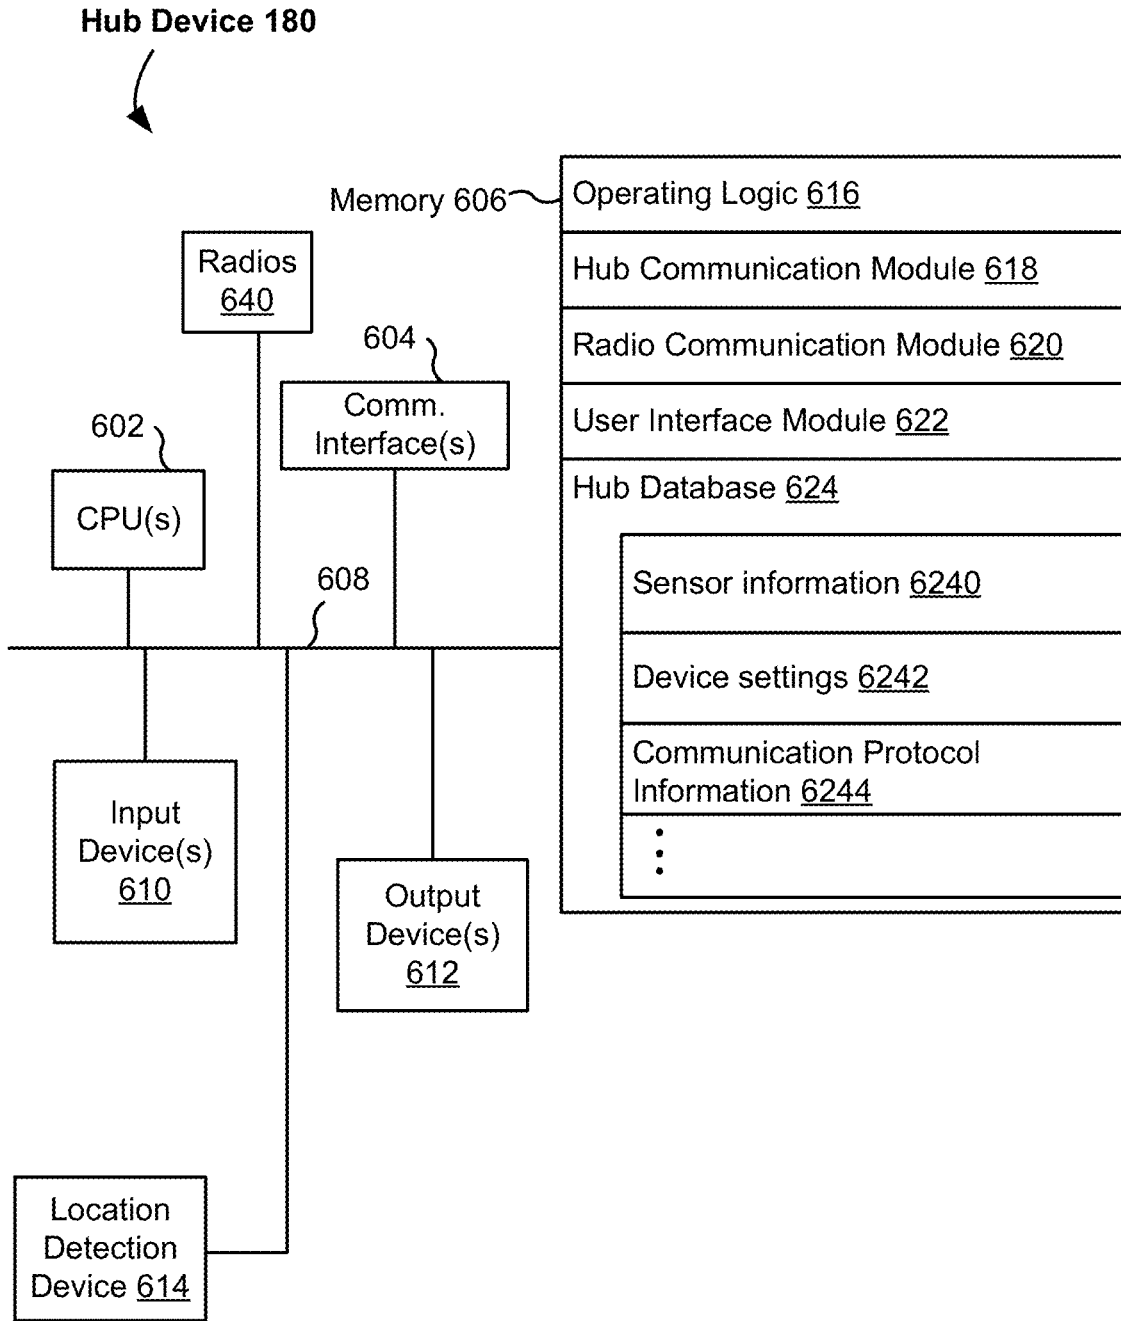 Hub Device 180
Memory 606
Operating Logic 616
Hub Communication Module 618
Radio Communication Module 620
User Interface Module 622
Hub Database 624
Sensor information 6240
Device settings 6242
Communication Protocol
Information 6244
Radios
640
604
Comm.
Interface(s)
602
CPU(s)
608
Input
Device(s)
610
Output
Device(s)
612
Location
Detection
Device 614